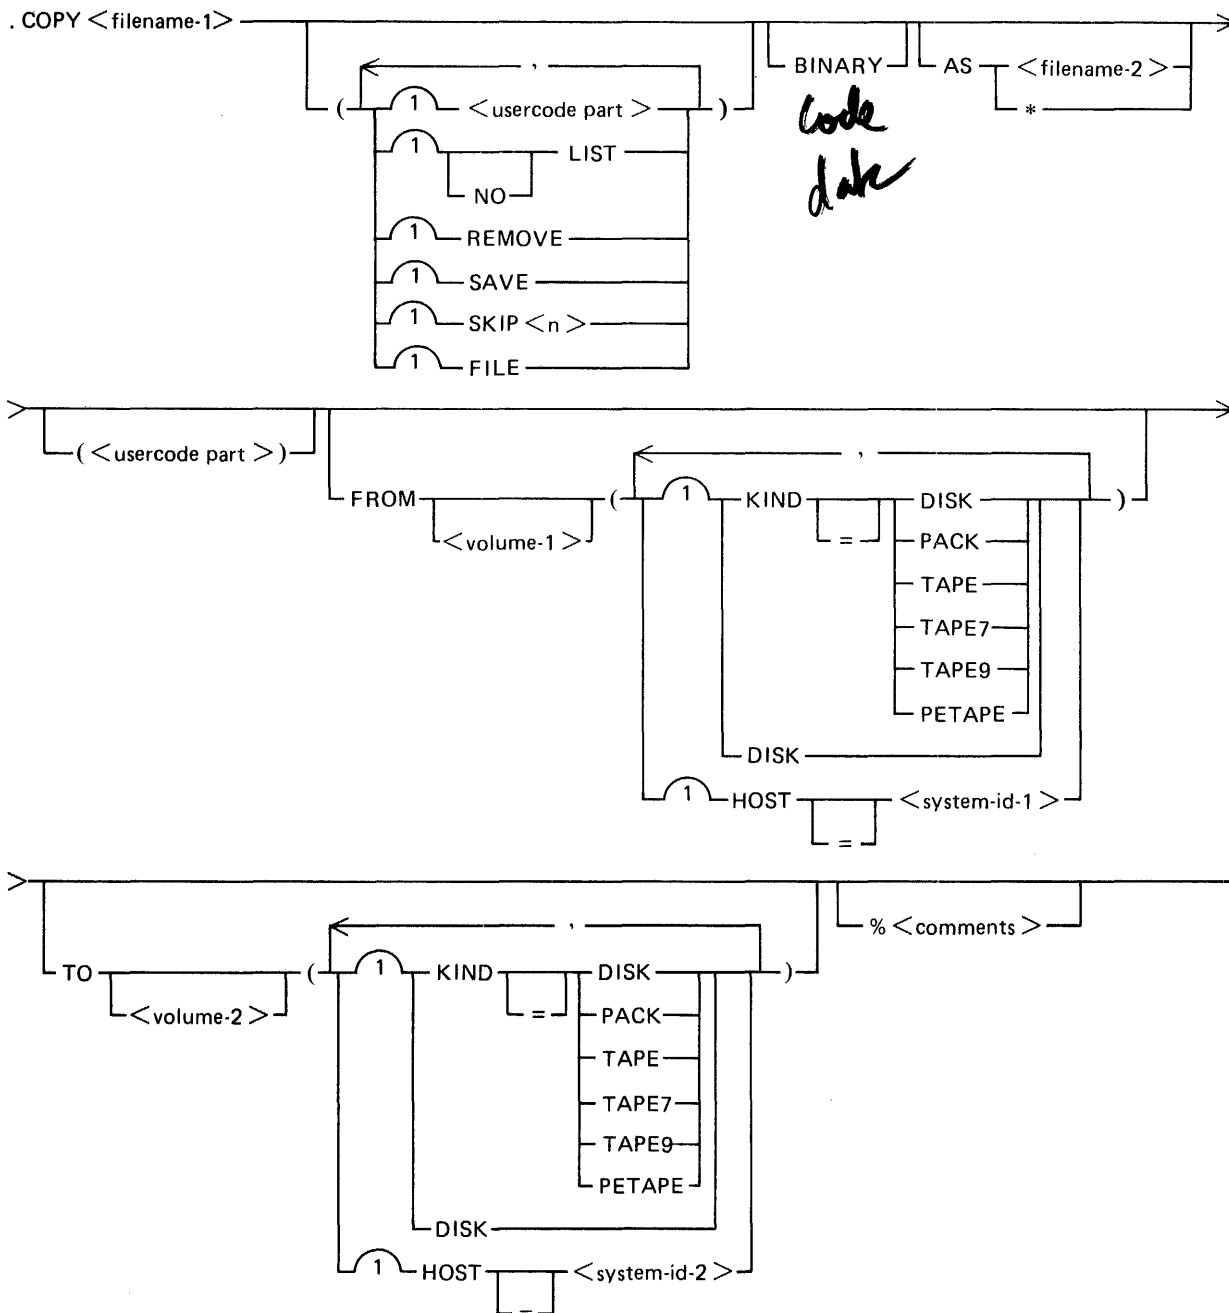 . COPY <filename-1>
( 1 <usercode part> , )
1 NO LIST
1 REMOVE
1 SAVE
1 SKIP <n>
1 FILE
BINARY
code
AS <filename-2>
*
(<usercode part>)
FROM <volume-1> ( 1 KIND = DISK , )
PACK
TAPE
TAPE7
TAPE9
PETAPE
DISK
1 HOST = <system-id-1>
TO <volume-2> ( 1 KIND = DISK , )
PACK
TAPE
TAPE7
TAPE9
PETAPE
DISK
1 HOST = <system-id-2>
% <comments>